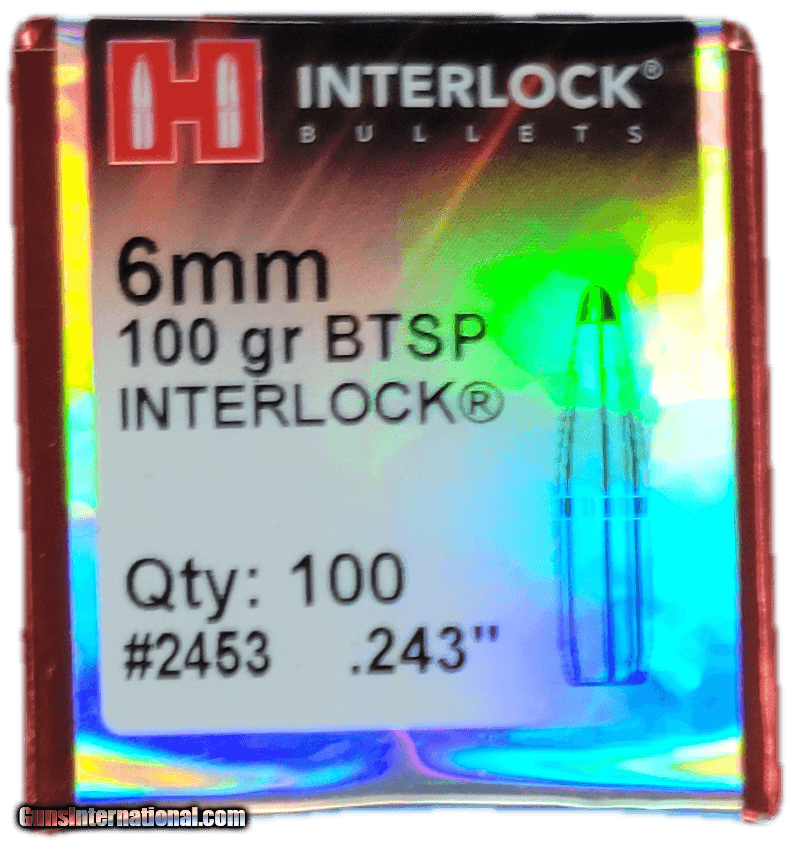 H INTERLOCK®
BULLETS
6mm
100 gr BTSP
INTERLOCK®
Qty: 100
#2453 .243"
GunsInternational.com